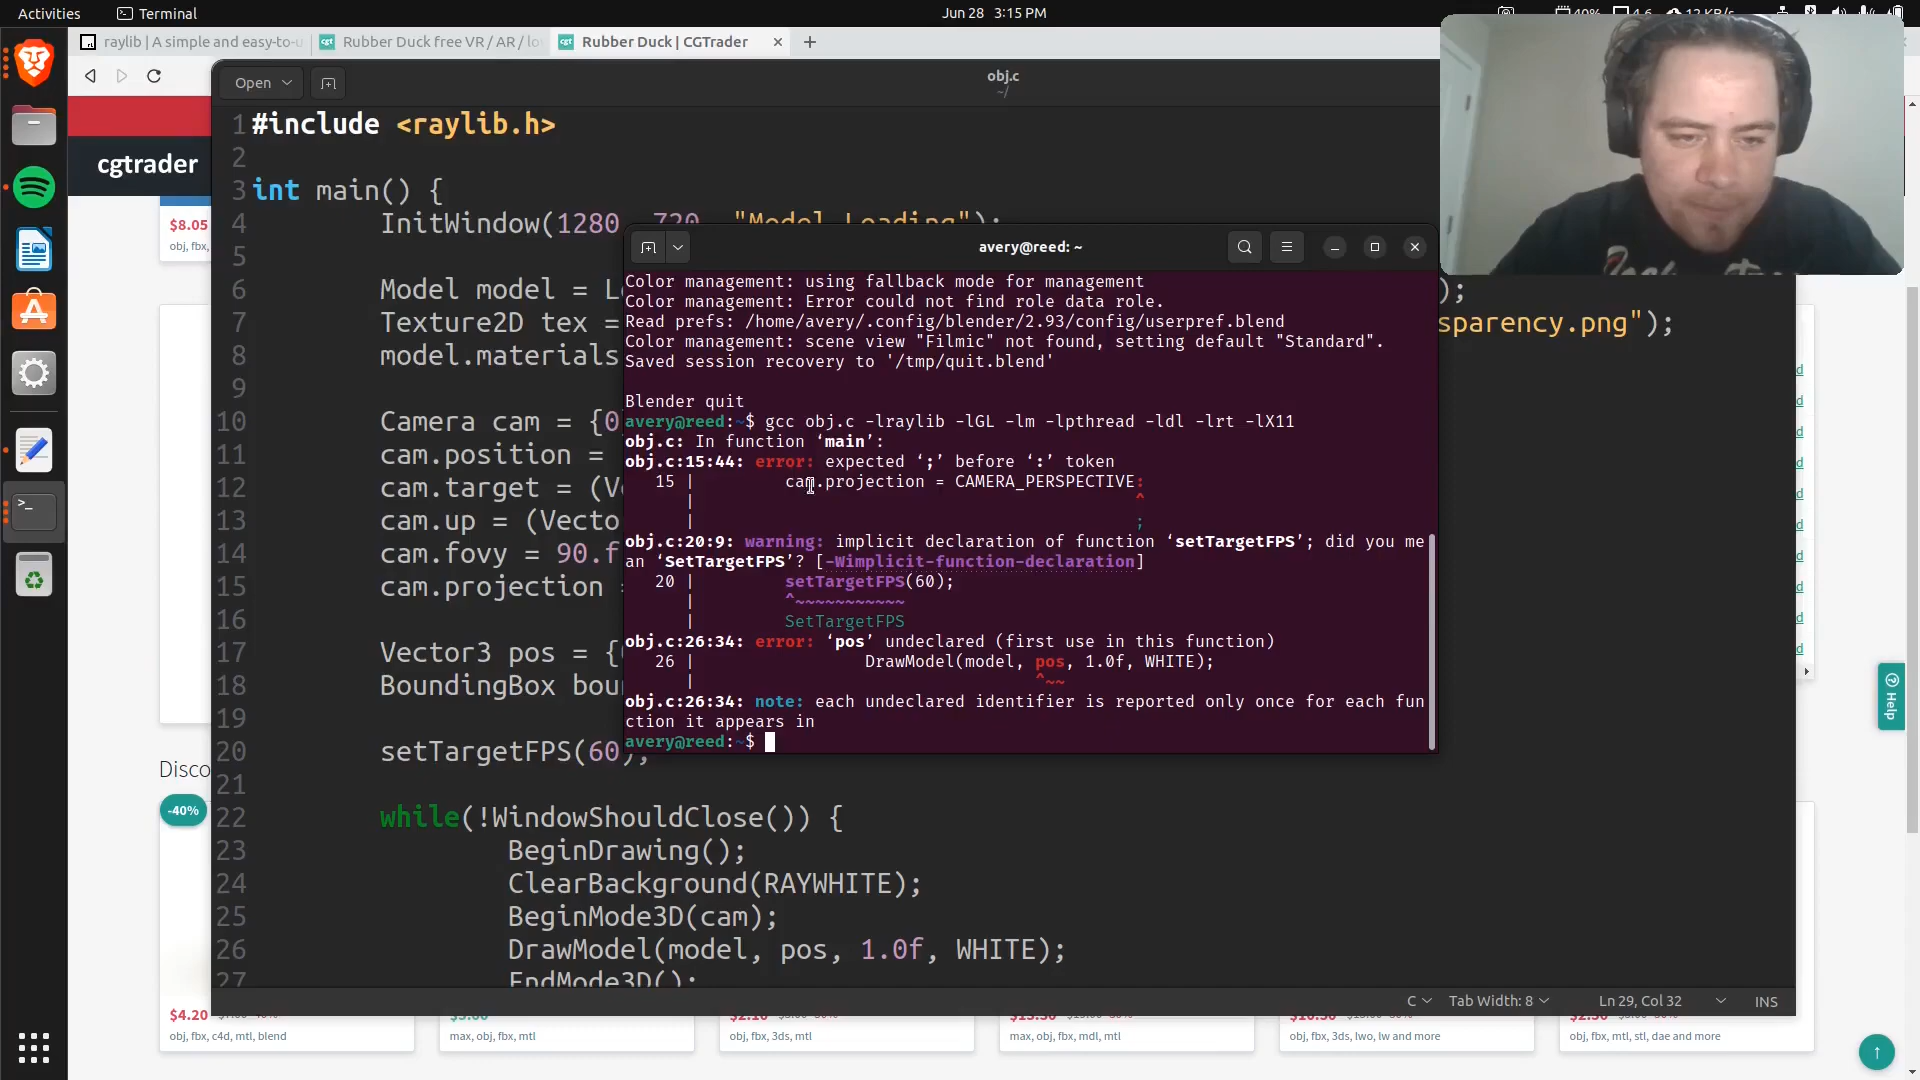 Activities
Terminal
Jun 28 3:15 PM
raylib | A simple and easy-to-u
Rubber Duck free VR / AR / lo
Rubber Duck | CGTrader
Open
obj.c
~/
cgtrader
$8.05
obj, fbx,
1 #include <raylib.h>
2
3 int main() {
4 InitWindow(1280, 720, "Model Loading");
5
6 Model model = L );
7 Texture2D tex = sparency.png");
8 model.materials
9
10 Camera cam = {0
11 cam.position =
12 cam.target = (V
13 cam.up = (Vecto
14 cam.fovy = 90.f
15 cam.projection =
16
17 Vector3 pos = {
18 BoundingBox bou
19
20 setTargetFPS(60);
21
22 while(!WindowShouldClose()) {
23 BeginDrawing();
24 ClearBackground(RAYWHITE);
25 BeginMode3D(cam);
26 DrawModel(model, pos, 1.0f, WHITE);
27 EndMode3D();
avery@reed: ~
Color management: using fallback mode for management
Color management: Error could not find role data role.
Read prefs: /home/avery/.config/blender/2.93/config/userpref.blend
Color management: scene view "Filmic" not found, setting default "Standard".
Saved session recovery to '/tmp/quit.blend'
Blender quit
avery@reed:~$ gcc obj.c -lraylib -lGL -lm -lpthread -ldl -lrt -lX11
obj.c: In function ‘main’:
obj.c:15:44: error: expected ‘;’ before ‘:’ token
15 | cam.projection = CAMERA_PERSPECTIVE:
| ^
| ;
obj.c:20:9: warning: implicit declaration of function ‘setTargetFPS’; did you me
an ‘SetTargetFPS’? [-Wimplicit-function-declaration]
20 | setTargetFPS(60);
| ^~~~~~~~~~~~
| SetTargetFPS
obj.c:26:34: error: ‘pos’ undeclared (first use in this function)
26 | DrawModel(model, pos, 1.0f, WHITE);
| ^~~
obj.c:26:34: note: each undeclared identifier is reported only once for each fun
ction it appears in
avery@reed:~$
Help
Disco
-40%
C
Tab Width: 8
Ln 29, Col 32
INS
$4.20
obj, fbx, c4d, mtl, blend
max, obj, fbx, mtl
obj, fbx, 3ds, mtl
max, obj, fbx, mdl, mtl
obj, fbx, 3ds, lwo, lw and more
obj, fbx, mtl, stl, dae and more